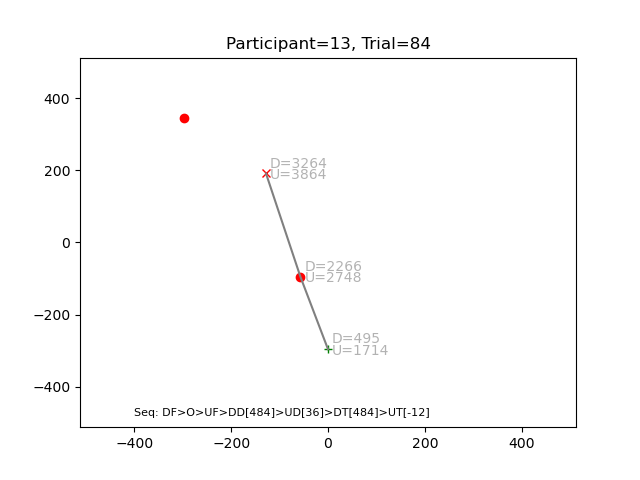 Participant=13, Trial=84
400
200
0
−200
−400
D=3264
U=3864
D=2266
U=2748
D=495
U=1714
Seq: DF>O>UF>DD[484]>UD[36]>DT[484]>UT[-12]
−400
−200
0
200
400